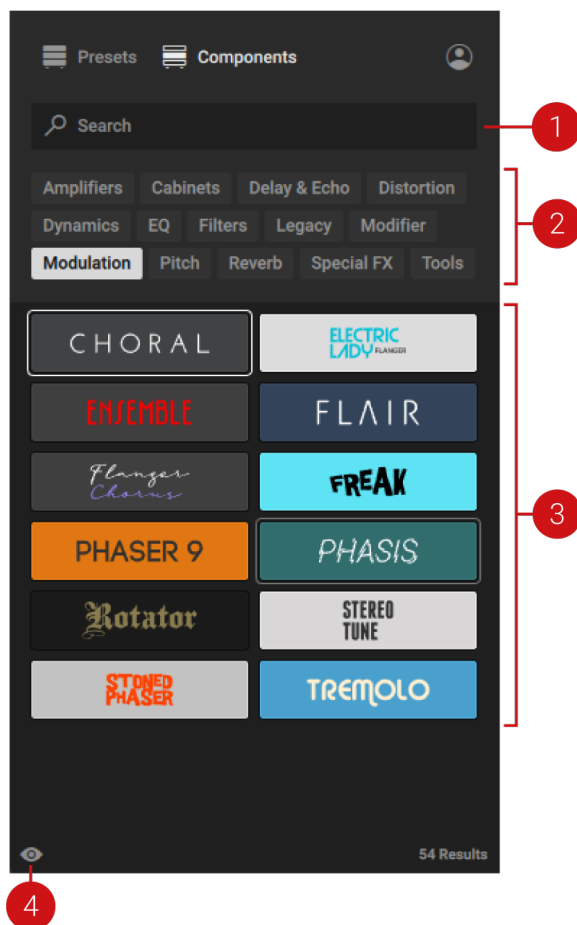 Presets Components
Search
1
Amplifiers Cabinets Delay & Echo Distortion
Dynamics EQ Filters Legacy Modifier
2
Modulation Pitch Reverb Special FX Tools
CHORAL
ELECTRIC
LADY FLANGER
ENSEMBLE
FLAIR
Flanger
Chorus
FREAK
3
PHASER 9
PHASIS
Rotator
STEREO
TUNE
STONED
PHASER
TREMOLO
54 Results
4